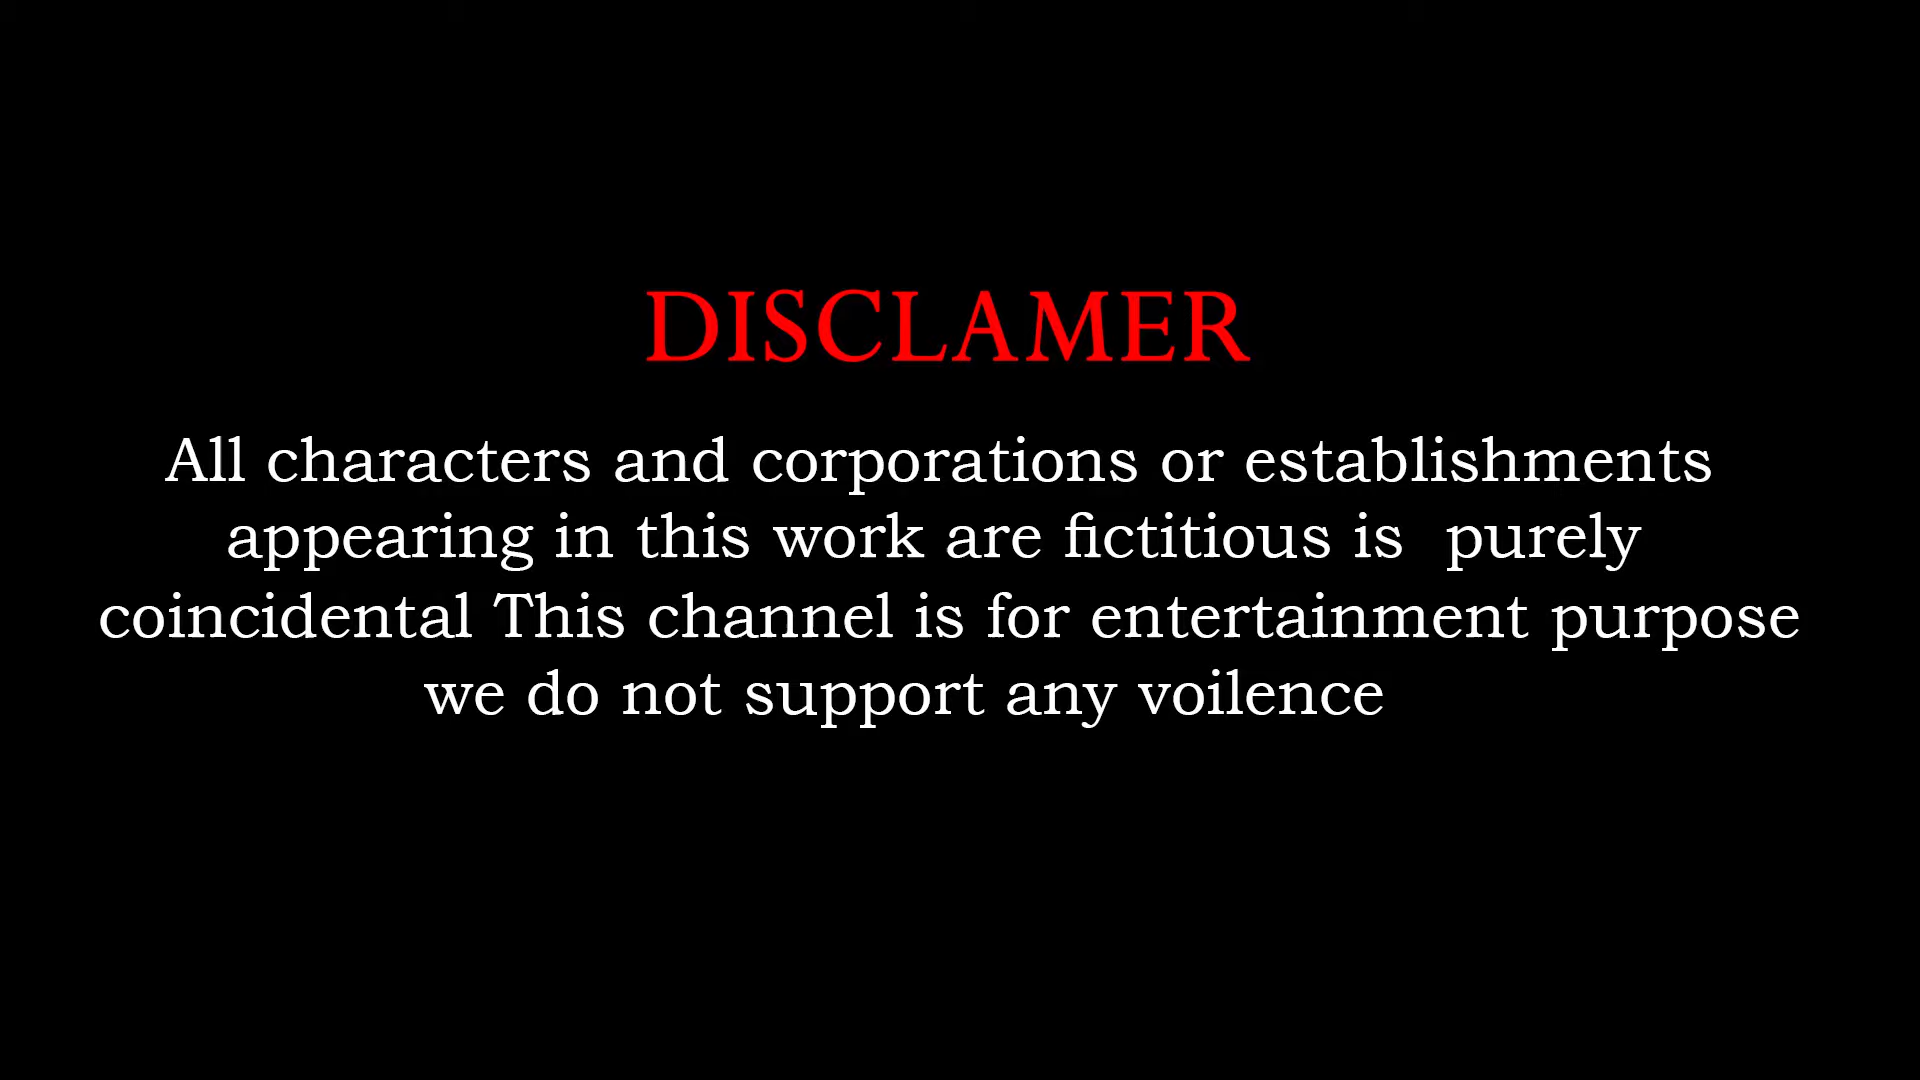 DISCLAMER
All characters and corporations or establishments
appearing in this work are fictitious is  purely
coincidental This channel is for entertainment purpose
we do not support any voilence